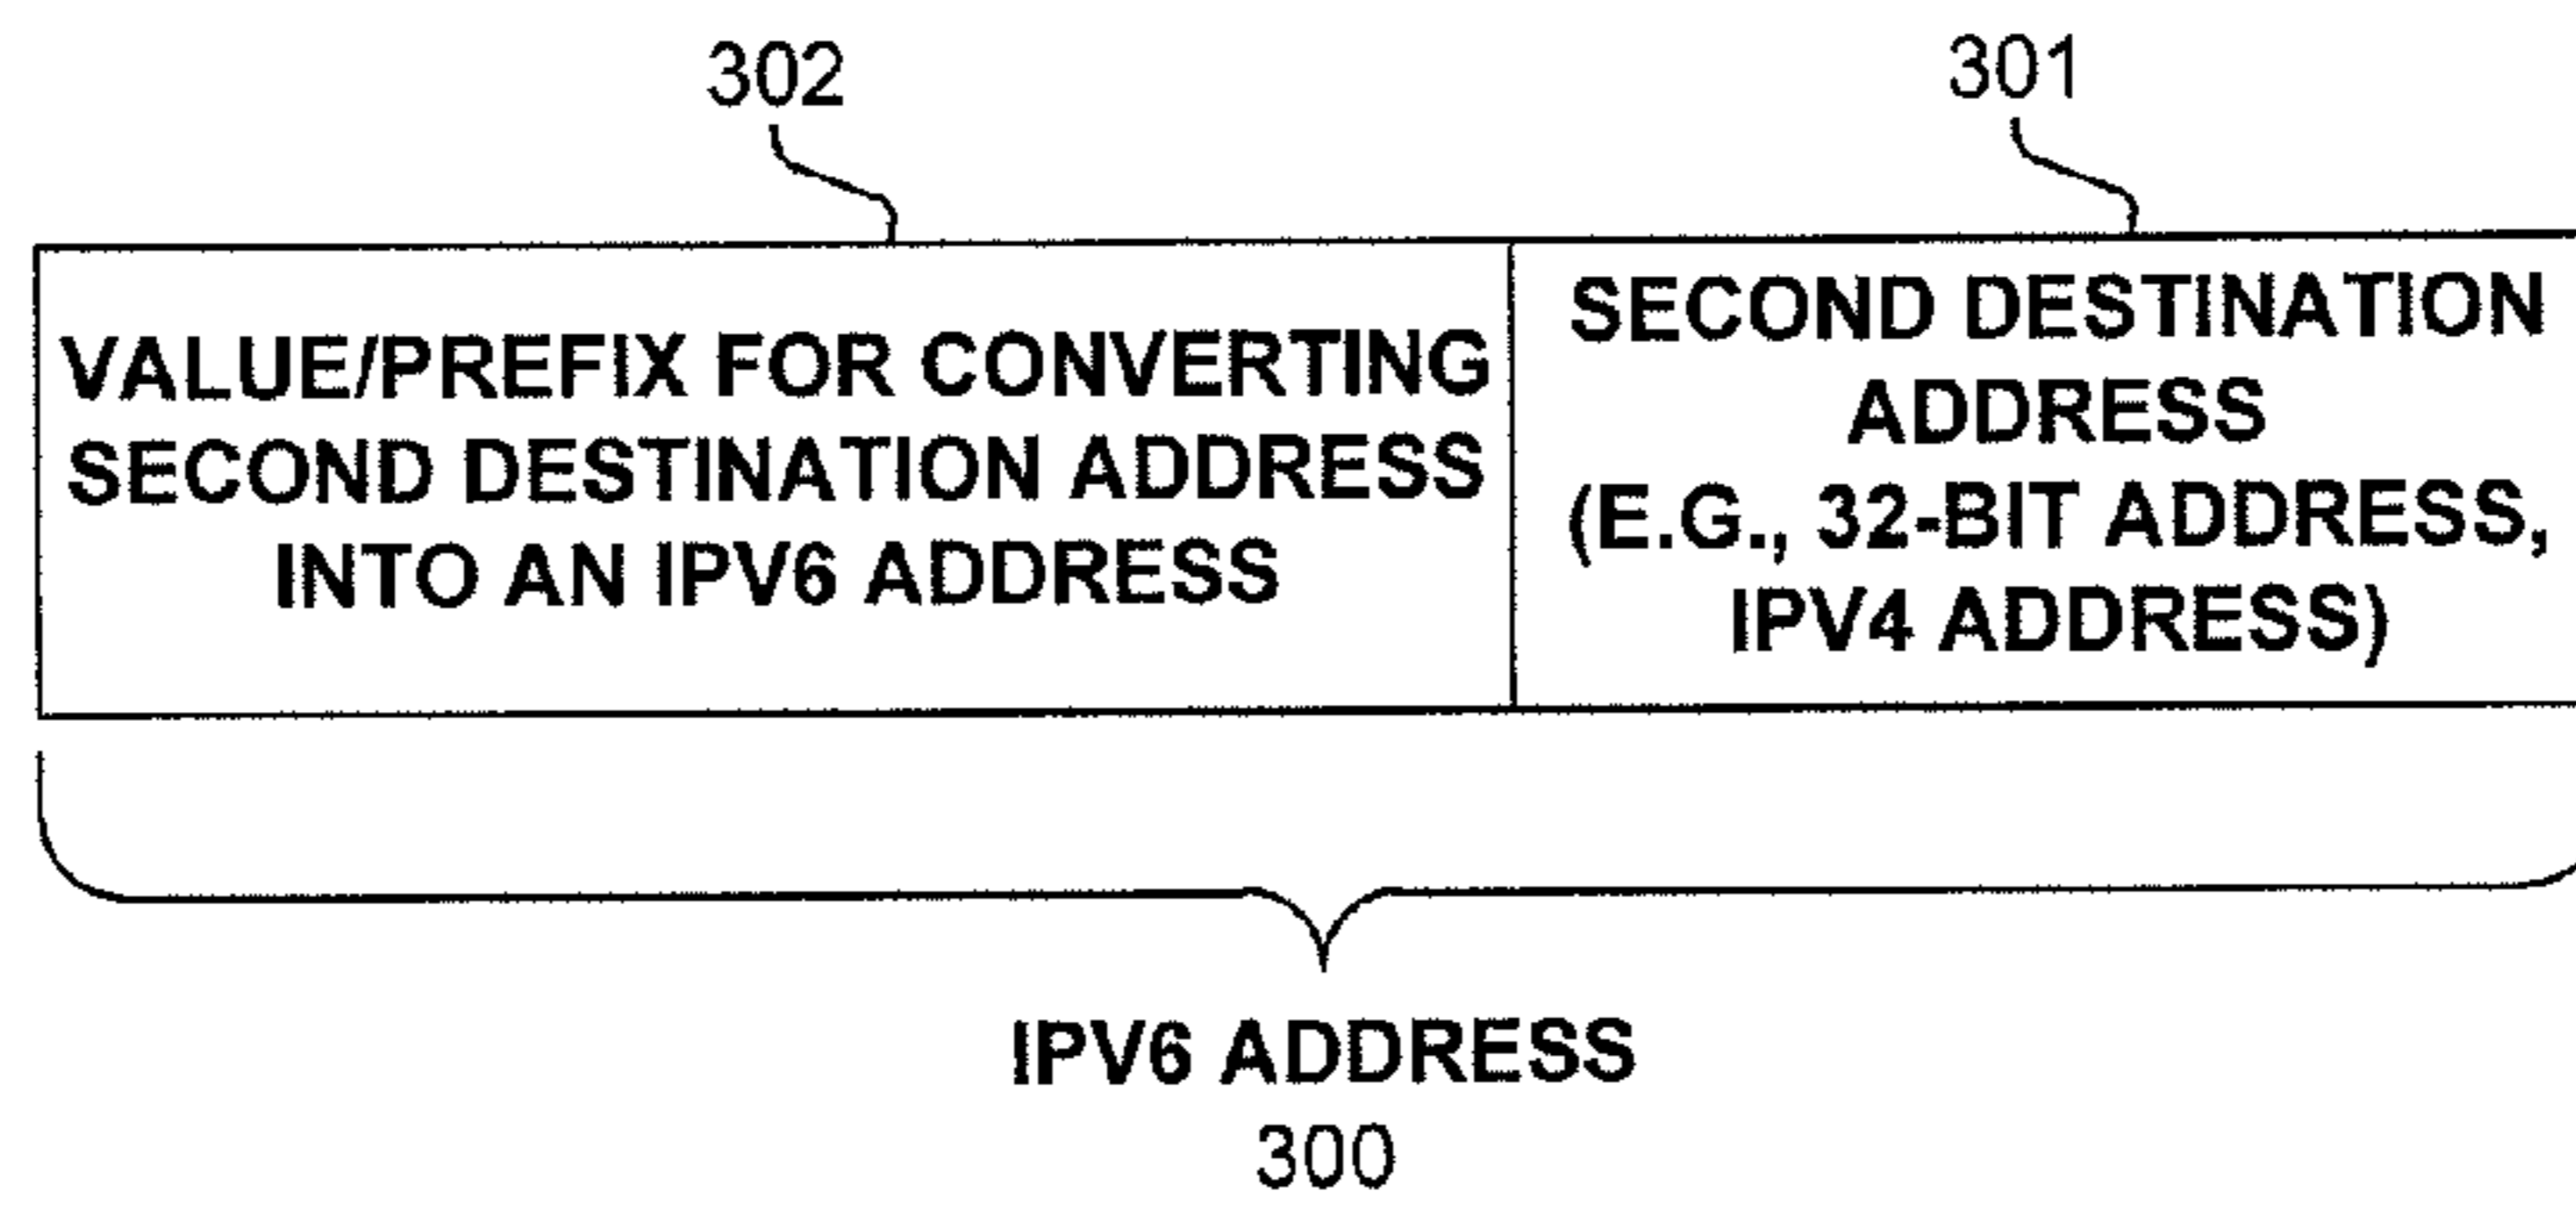 302
301
VALUE/PREFIX FOR CONVERTING
SECOND DESTINATION ADDRESS
INTO AN IPV6 ADDRESS
SECOND DESTINATION
ADDRESS
(E.G., 32-BIT ADDRESS,
IPV4 ADDRESS)
IPV6 ADDRESS
300